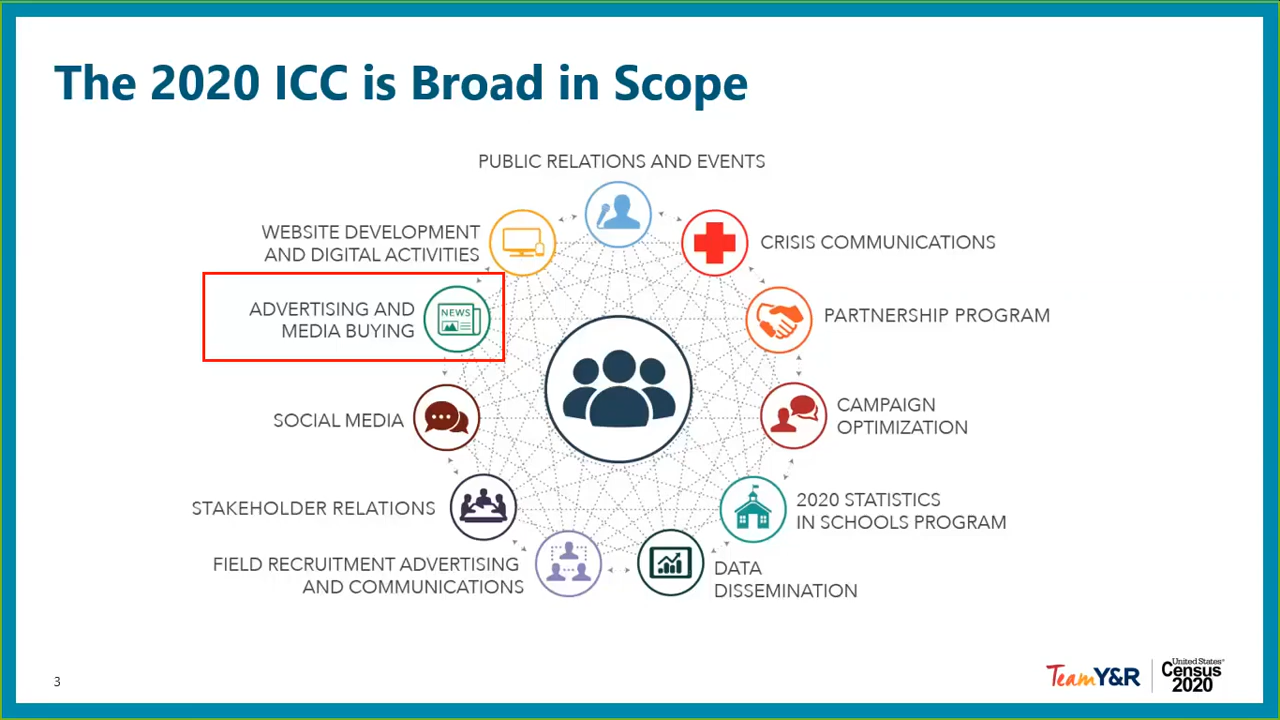 The 2020 ICC is Broad in Scope
PUBLIC RELATIONS AND EVENTS
WEBSITE DEVELOPMENT
AND DIGITAL ACTIVITIES
CRISIS COMMUNICATIONS
ADVERTISING AND
MEDIA BUYING
NEWS
PARTNERSHIP PROGRAM
SOCIAL MEDIA
CAMPAIGN
OPTIMIZATION
STAKEHOLDER RELATIONS
2020 STATISTICS
IN SCHOOLS PROGRAM
FIELD RECRUITMENT ADVERTISING
AND COMMUNICATIONS
DATA
DISSEMINATION
3
TeamY&R
United States®
Census
2020